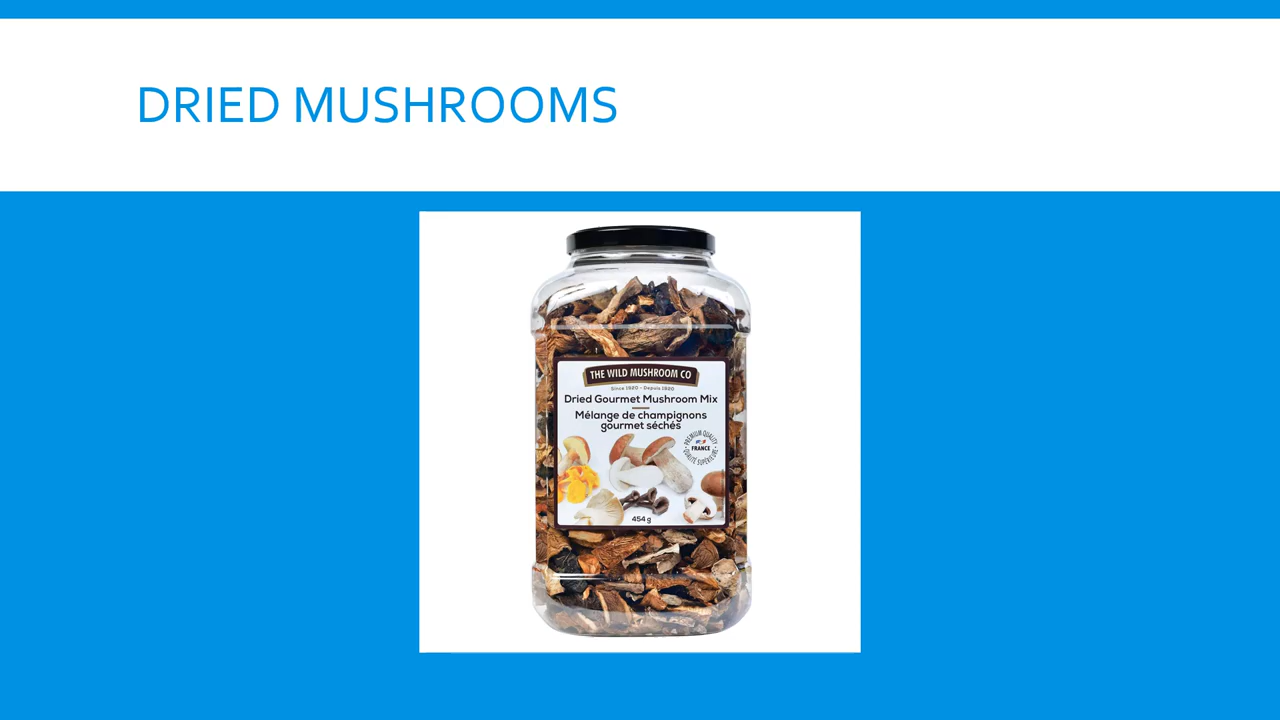 DRIED MUSHROOMS
THE WILD MUSHROOM CO
Since 1920 - Depuis 1920
Dried Gourmet Mushroom Mix
Mélange de champignons
gourmet séchés
PREMIUM QUALITY
FRANCE
QUALITÉ SUPÉRIEURE
454 g